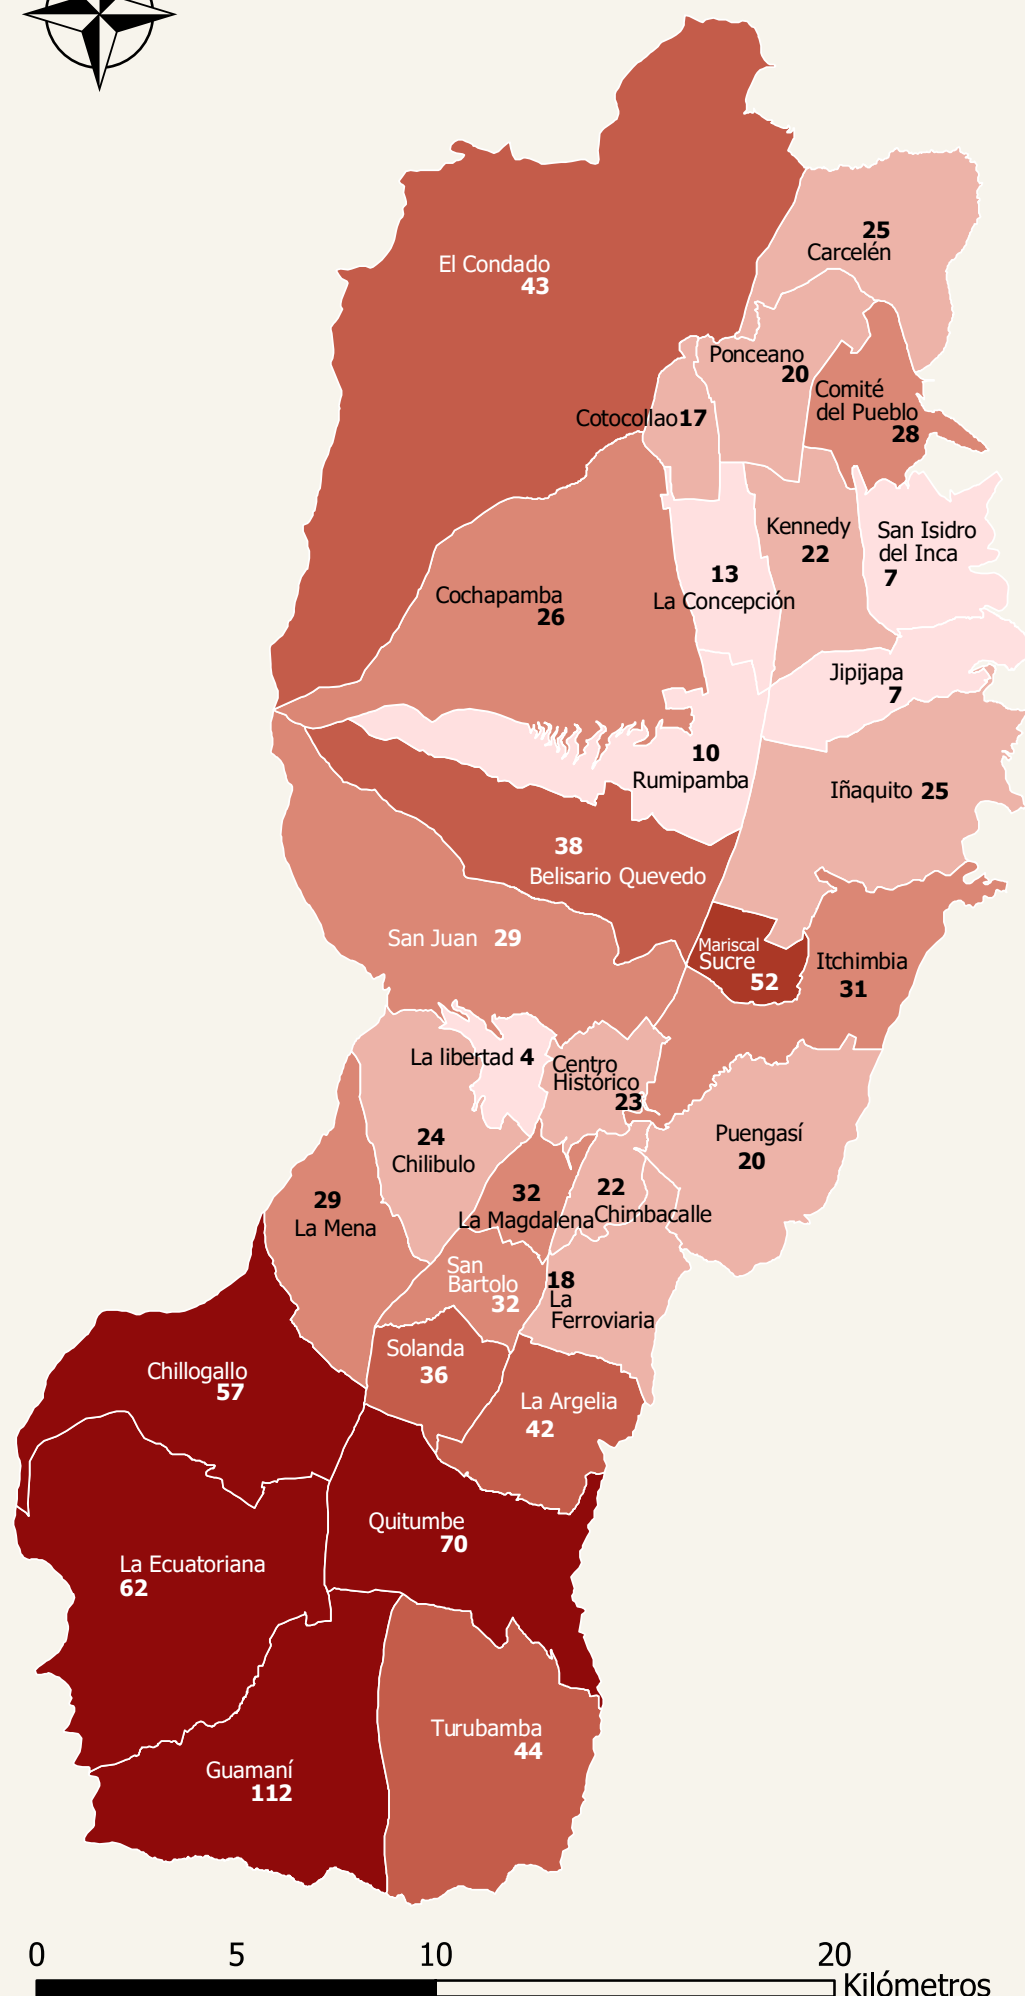 25
Carcelén
El Condado
43
Ponceano
20
Comité
del Pueblo
28
Cotocollao 17
Kennedy
22
San Isidro
del Inca
7
13
La Concepción
Cochapamba
26
Jipijapa
7
10
Rumipamba
Iñaquito 25
38
Belisario Quevedo
San Juan 29
Mariscal
Sucre
52
Itchimbia
31
La libertad 4
Centro
Histórico
23
24
Chilibulo
Puengasí
20
29
La Mena
32
La Magdalena
22
Chimbacalle
San
Bartolo
32
18
La
Ferroviaria
Solanda
36
Chillogallo
57
La Argelia
42
Quitumbe
70
La Ecuatoriana
62
Turubamba
44
Guamaní
112
0 5 10 20
Kilómetros